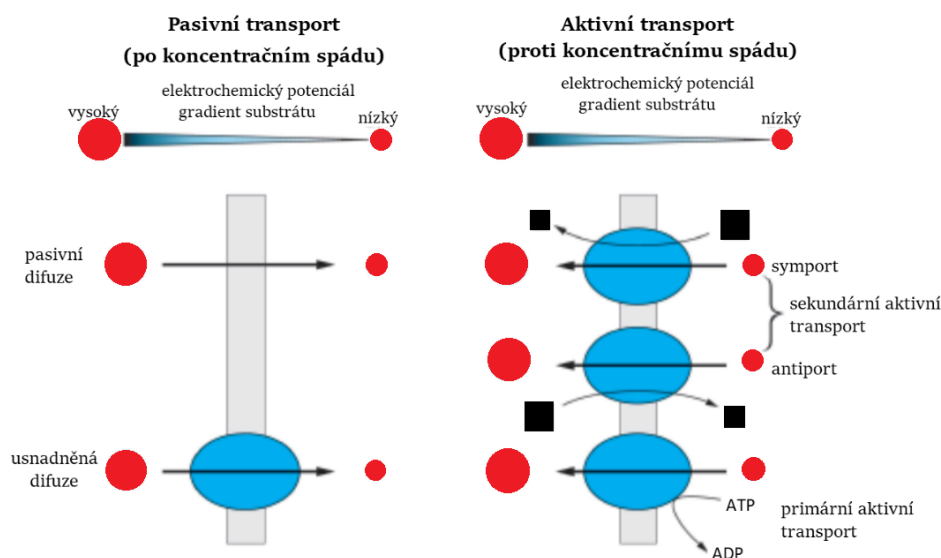 Pasivní transport
(po koncentračním spádu)
elektrochemický potenciál
gradient substrátu
vysoký
nízký
pasivní
difuze
usnadněná
difuze
Aktivní transport
(proti koncentračnímu spádu)
elektrochemický potenciál
gradient substrátu
vysoký
nízký
symport
sekundární aktivní
transport
antiport
ATP
ADP
primární aktivní
transport